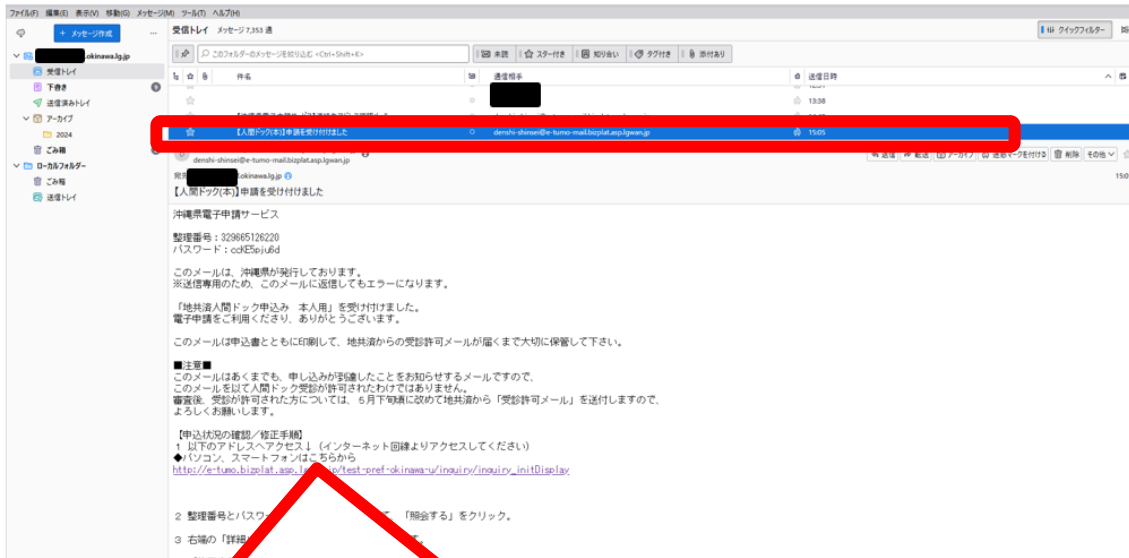 ファイル(F) 編集(E) 表示(V) 移動(G) メッセージ(M) ツール(T) ヘルプ(H)
+ メッセージ作成 ... 受信トレイ メッセージ 7,353 通 クイックフィルター
.okinawa.lg.jp このフォルダーのメッセージを絞り込む <Ctrl+Shift+K> 未読 スター付き 知り合い タグ付き 添付あり
受信トレイ 件名 通信相手 送信日時
下書き
送信済みトレイ 13:38
アーカイブ
2024 【人間ドック(本)】申請を受け付けました denshi-shinsei@e-tumo-mail.bizplat.asp.lgwan.jp 15:05
ごみ箱
ローカルフォルダー denshi-shinsei@e-tumo-mail.bizplat.asp.lgwan.jp 返信 転送 アーカイブ 迷惑マークを付ける 削除 その他
ごみ箱 宛先 .okinawa.lg.jp
送信トレイ 【人間ドック(本)】申請を受け付けました
沖縄県電子申請サービス
整理番号：329665126220
パスワード：ccKE5pju6d
このメールは、沖縄県が発行しております。
※送信専用のため、このメールに返信してもエラーになります。
「地共済人間ドック申込み 本人用」を受け付けました。
電子申請をご利用くださり、ありがとうございます。
このメールは申込書とともに印刷して、地共済からの受診許可メールが届くまで大切に保管して下さい。
■注意■
このメールはあくまでも、申し込みが到達したことをお知らせするメールですので、
このメールを以て人間ドック受診が許可されたわけではありません。
審査後、受診が許可された方については、５月下旬頃に改めて地共済から「受診許可メール」を送付しますので、
よろしくお願いします。
【申込状況の確認／修正手順】
1 以下のアドレスへアクセス↓（インターネット回線よりアクセスしてください）
◆パソコン、スマートフォンはこちらから
http://e-tumo.bizplat.asp.l jp/test-pref-okinawa-u/inquiry/inquiry_initDisplay
2 整理番号とパスワ 「照会する」をクリック。
3 右端の「詳細